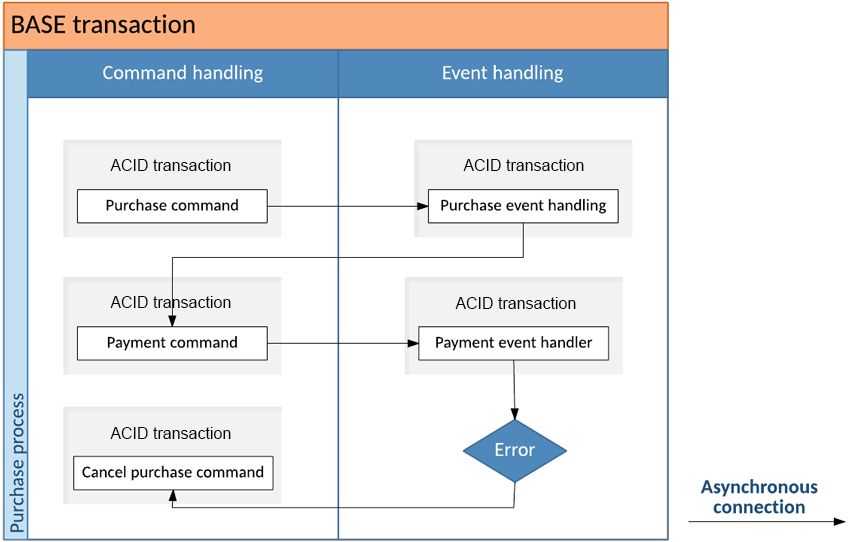 BASE transaction
Command handling
Event handling
ACID transaction
Purchase command
ACID transaction
Purchase event handling
ACID transaction
Payment command
ACID transaction
Payment event handler
ACID transaction
Cancel purchase command
Error
Purchase process
Asynchronous
connection